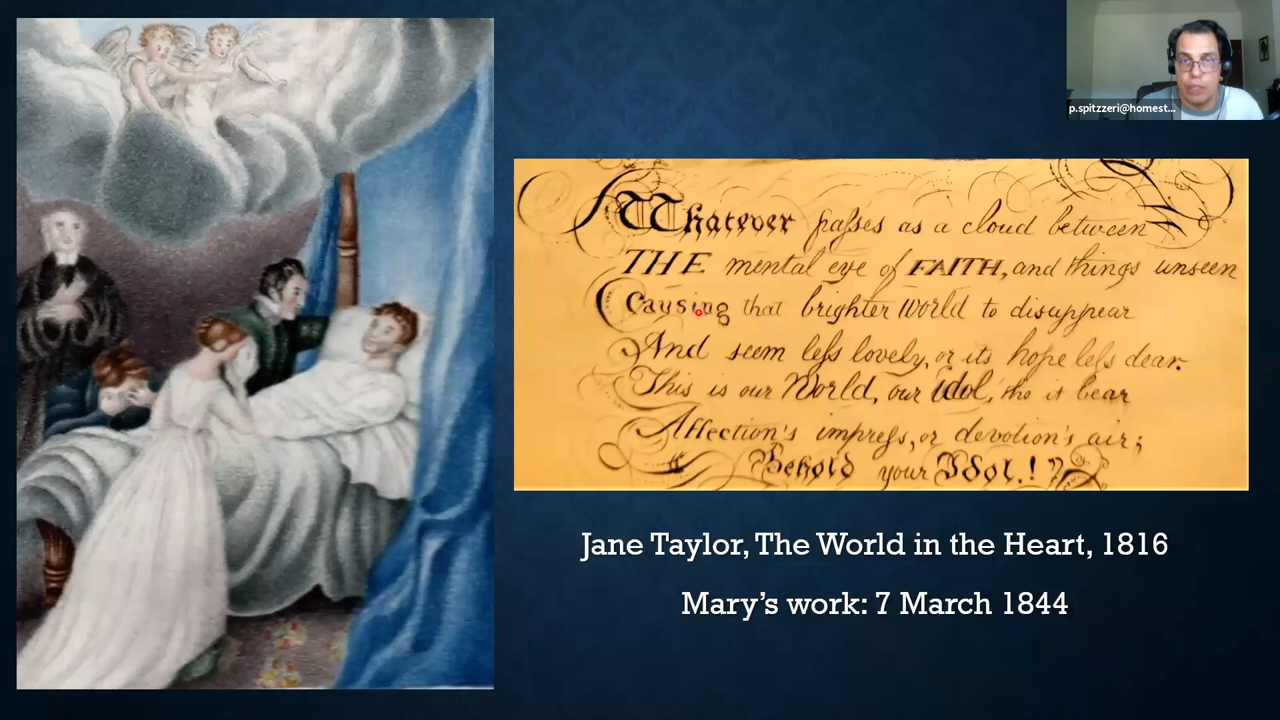 p.spitzzeri@homest...
Whatever passes as a cloud between
THE mental eye of FAITH, and things unseen
Causing that brighter World to disappear
And seem less lovely, or its hope less dear.
This is our World, our idol, tho it bear
Affection's impress, or devotion's air;
Behold your Idol.!
Jane Taylor, The World in the Heart, 1816
Mary's work: 7 March 1844